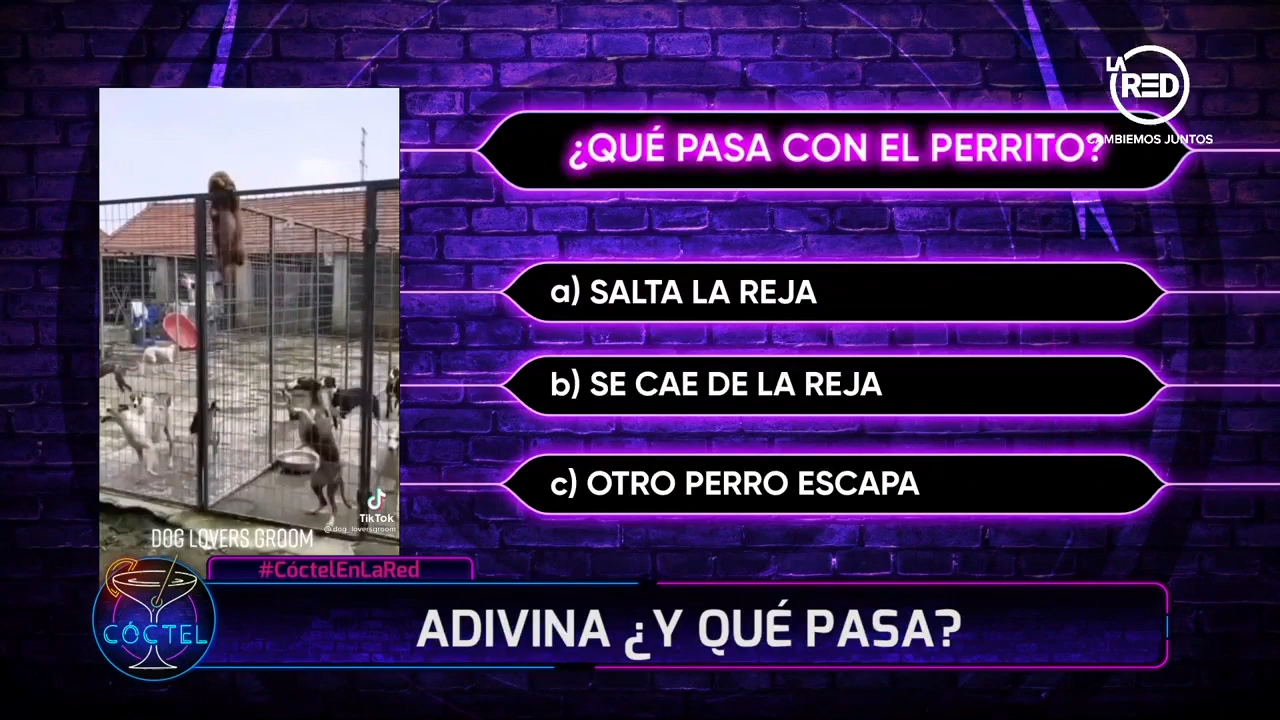 LA
RED
CAMBIEMOS JUNTOS
¿QUÉ PASA CON EL PERRITO?
a) SALTA LA REJA
b) SE CAE DE LA REJA
c) OTRO PERRO ESCAPA
TikTok
@dog_loversgroom
DOG LOVERS GROOM
#CóctelEnLaRed
CÓCTEL
ADIVINA ¿Y QUÉ PASA?